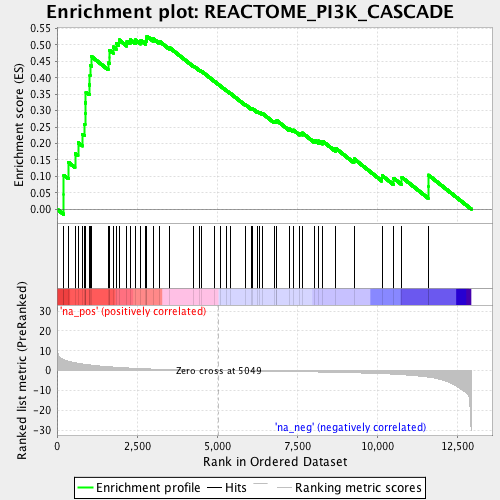 Enrichment plot: REACTOME_PI3K_CASCADE
Enrichment score (ES)
0.55
0.50
0.45
0.40
0.35
0.30
0.25
0.20
0.15
0.10
0.05
0.00
'na_pos' (positively correlated)
Ranked list metric (PreRanked)
30
20
10
0
-10
-20
-30
Zero cross at 5049
'na_neg' (negatively correlated)
0
2,500
5,000
7,500
10,000
12,500
Rank in Ordered Dataset
Enrichment profile
Hits
Ranking metric scores